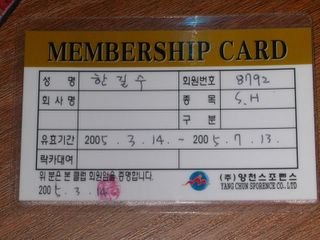 MEMBERSHIP CARD
성 명 한길수 회원번호 8792
회사명 종 목 S.H
구 분
유효기간 2005 . 3 . 14 . ~ 2005 . 7 . 13 .
락카대여
위 분은 본 클럽 회원임을 증명합니다.
2005 . 3 . 14
(주) 양천스포렌스
YANG CHUN SPORENCE CO., LTD